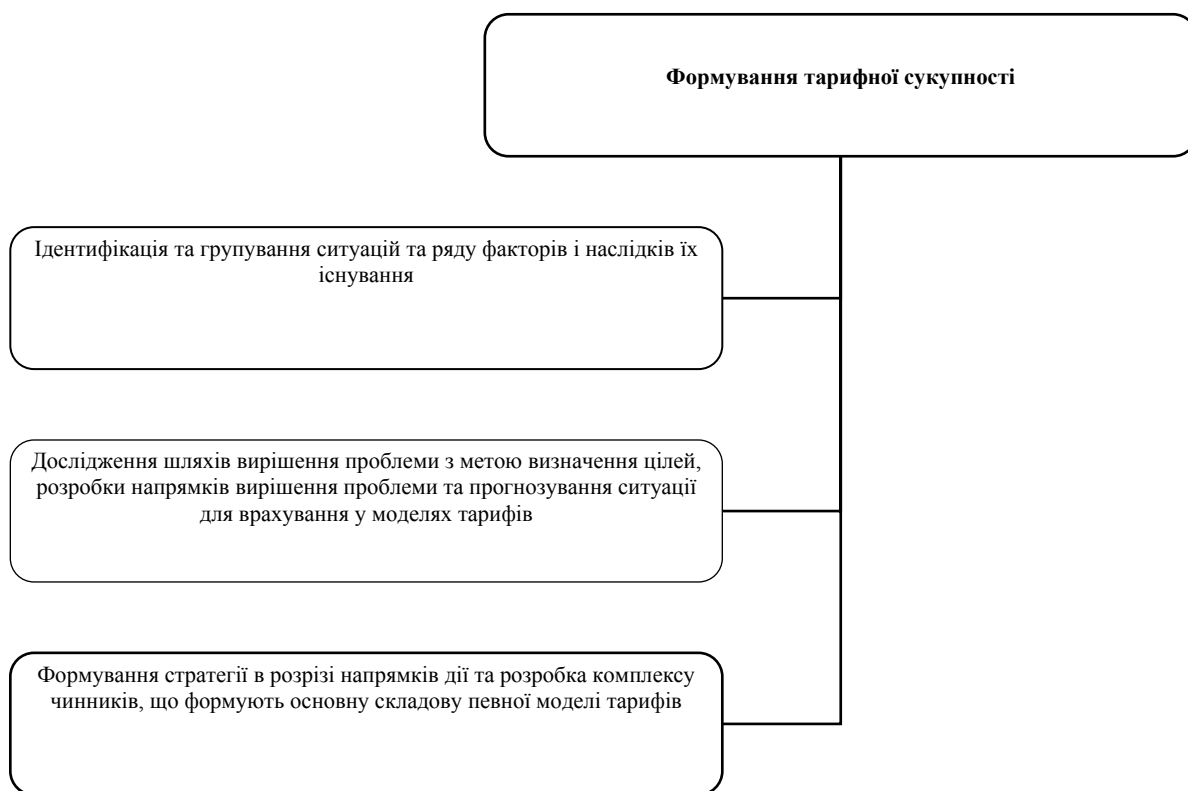 Формування тарифної сукупності
Ідентифікація та групування ситуацій та ряду факторів і наслідків їх
існування
Дослідження шляхів вирішення проблеми з метою визначення цілей,
розробки напрямків вирішення проблеми та прогнозування ситуації
для врахування у моделях тарифів
Формування стратегії в розрізі напрямків дії та розробка комплексу
чинників, що формують основну складову певної моделі тарифів